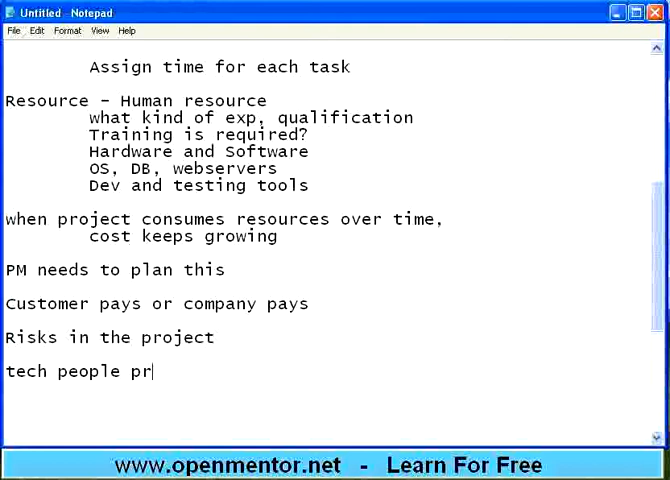 Untitled - Notepad
File Edit Format View Help
Assign time for each task
Resource - Human resource
what kind of exp, qualification
Training is required?
Hardware and Software
OS, DB, webservers
Dev and testing tools
when project consumes resources over time,
cost keeps growing
PM needs to plan this
Customer pays or company pays
Risks in the project
tech people pr
www.openmentor.net - Learn For Free